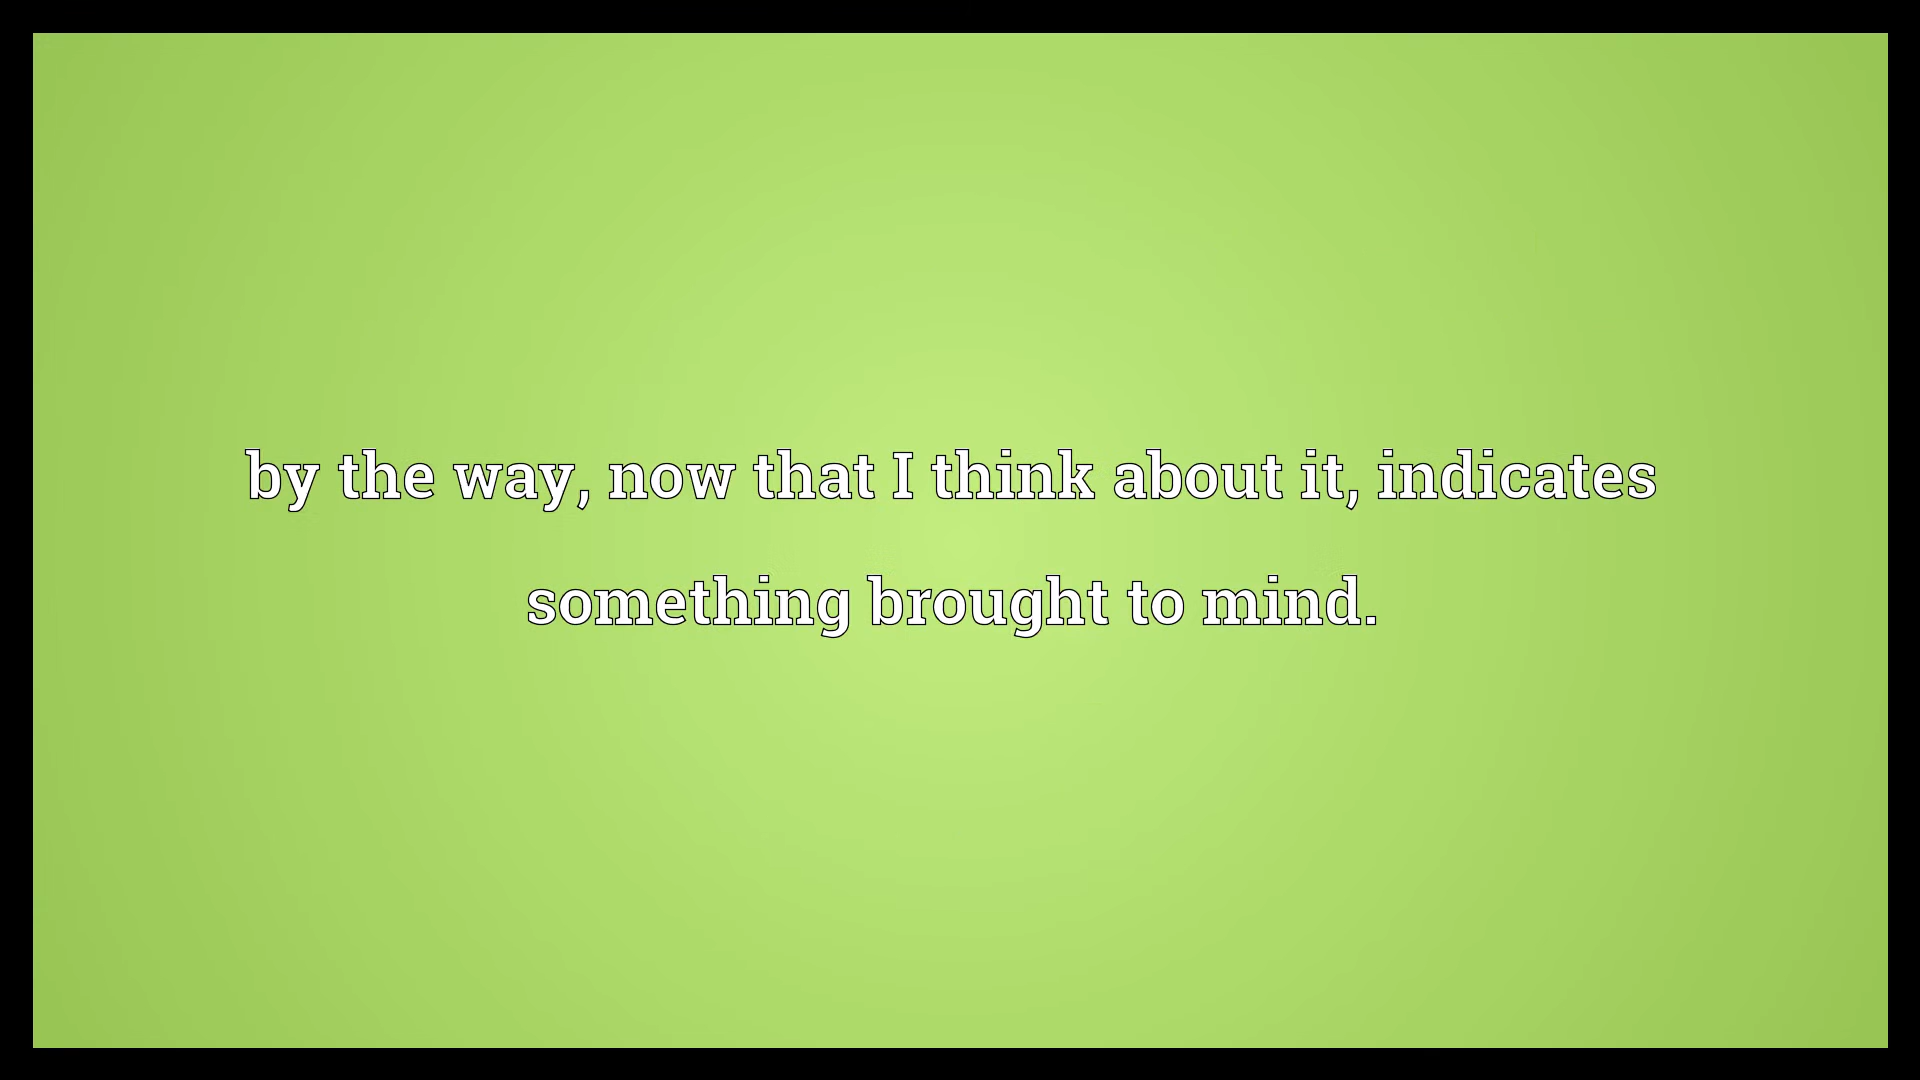 by the way, now that I think about it, indicates
something brought to mind.